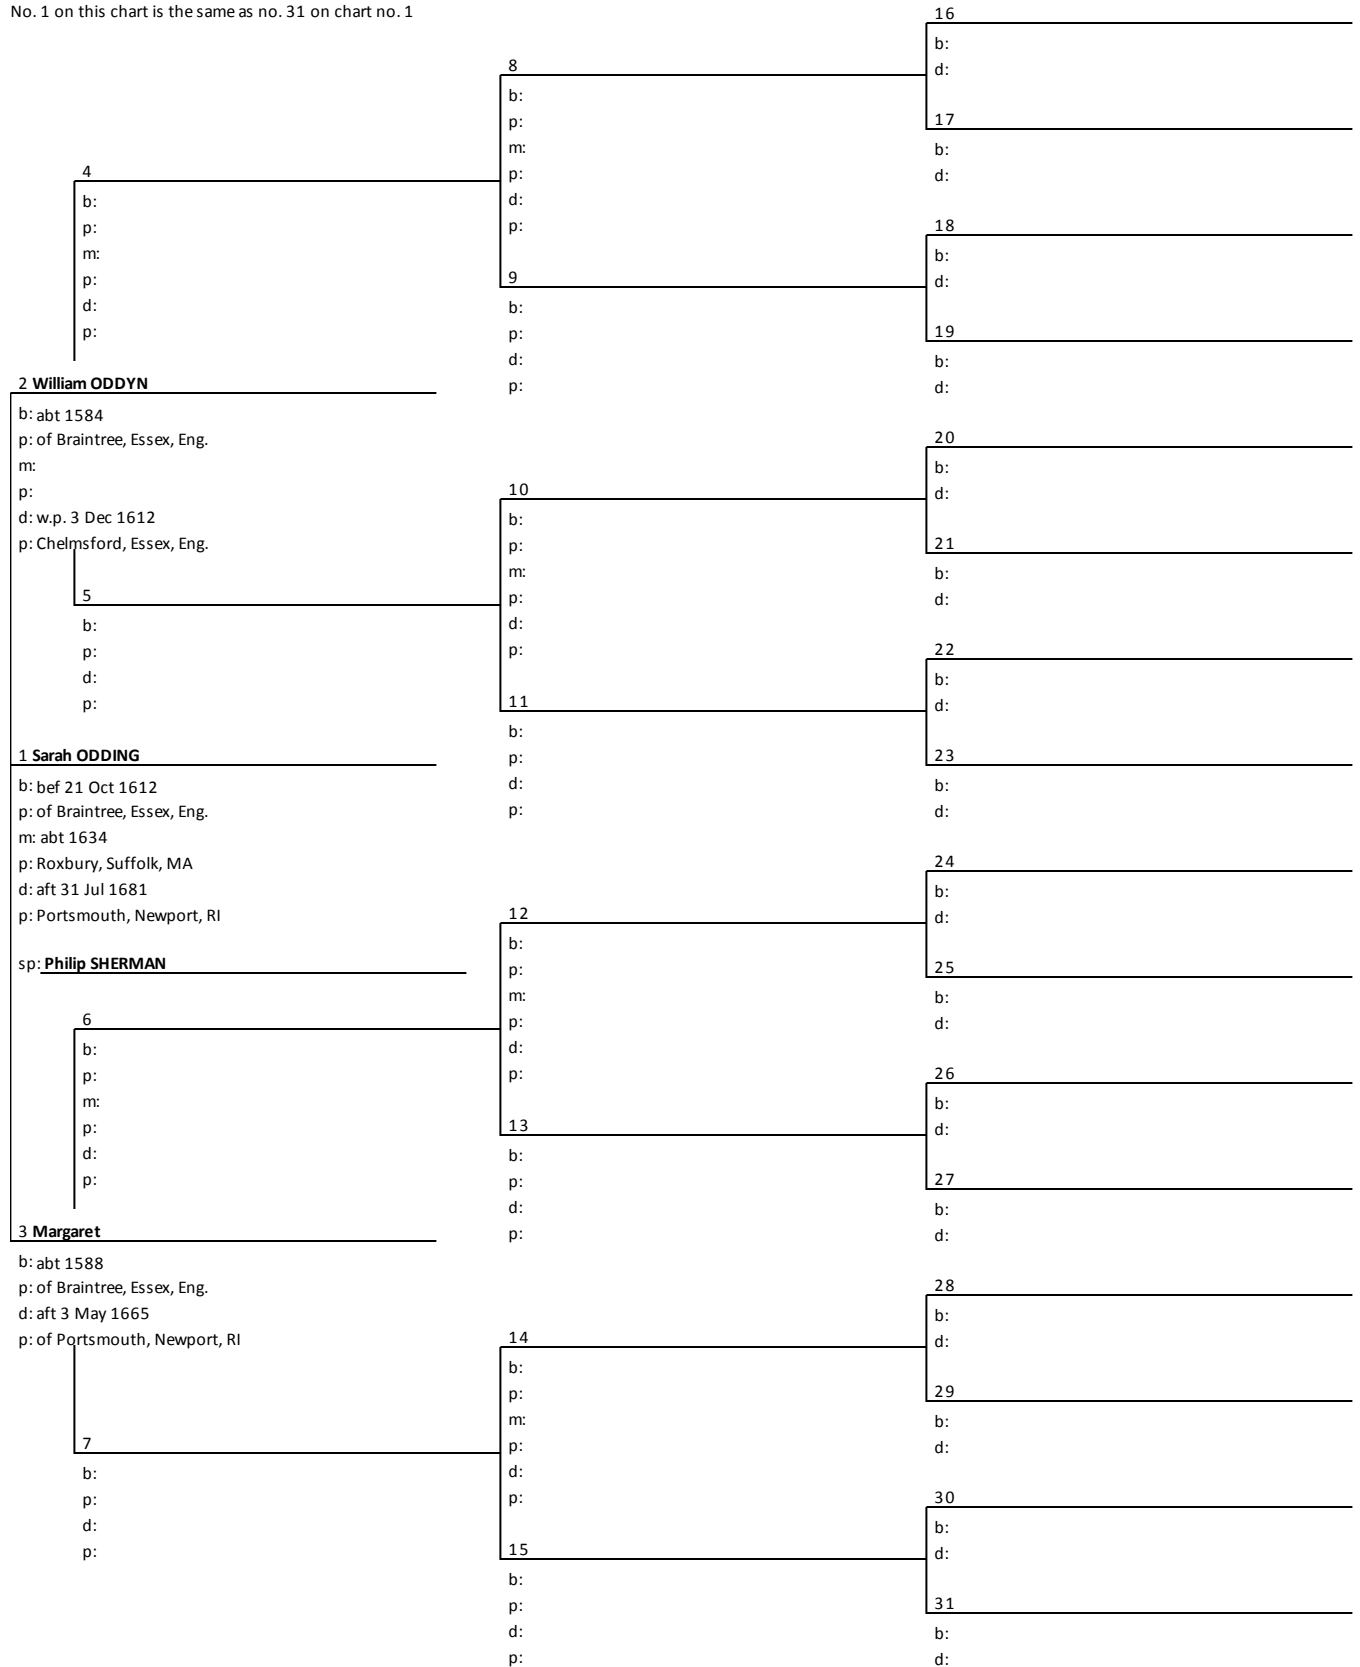 No. 1 on this chart is the same as no. 31 on chart no. 1
4
b:
p:
m:
p:
d:
p:
2 William ODDYN
b: abt 1584
p: of Braintree, Essex, Eng.
m:
p:
d: w.p. 3 Dec 1612
p: Chelmsford, Essex, Eng.
5
b:
p:
d:
p:
1 Sarah ODDING
b: bef 21 Oct 1612
p: of Braintree, Essex, Eng.
m: abt 1634
p: Roxbury, Suffolk, MA
d: aft 31 Jul 1681
p: Portsmouth, Newport, RI
sp: Philip SHERMAN
6
b:
p:
m:
p:
d:
p:
3 Margaret
b: abt 1588
p: of Braintree, Essex, Eng.
d: aft 3 May 1665
p: of Portsmouth, Newport, RI
7
b:
p:
d:
p:
8
b:
p:
m:
p:
d:
p:
9
b:
p:
d:
p:
10
b:
p:
m:
p:
d:
p:
11
b:
p:
d:
p:
12
b:
p:
m:
p:
d:
p:
13
b:
p:
d:
p:
14
b:
p:
m:
p:
d:
p:
15
b:
p:
d:
p:
16
b:
d:
17
b:
d:
18
b:
d:
19
b:
d:
20
b:
d:
21
b:
d:
22
b:
d:
23
b:
d:
24
b:
d:
25
b:
d:
26
b:
d:
27
b:
d:
28
b:
d:
29
b:
d:
30
b:
d:
31
b:
d: